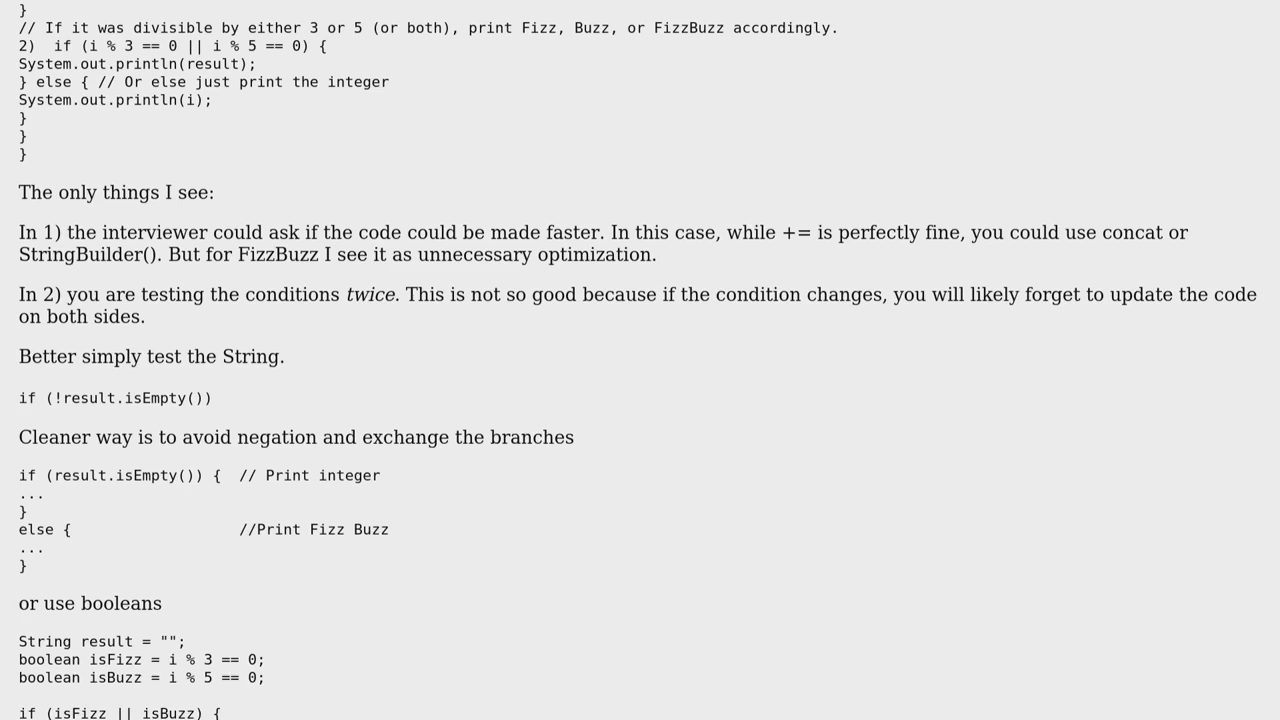 }
// If it was divisible by either 3 or 5 (or both), print Fizz, Buzz, or FizzBuzz accordingly.
2)  if (i % 3 == 0 || i % 5 == 0) {
System.out.println(result);
} else { // Or else just print the integer
System.out.println(i);
}
}
}
The only things I see:
In 1) the interviewer could ask if the code could be made faster. In this case, while += is perfectly fine, you could use concat or
StringBuilder(). But for FizzBuzz I see it as unnecessary optimization.
In 2) you are testing the conditions twice. This is not so good because if the condition changes, you will likely forget to update the code
on both sides.
Better simply test the String.
if (!result.isEmpty())
Cleaner way is to avoid negation and exchange the branches
if (result.isEmpty()) {  // Print integer
...
}
else {                   //Print Fizz Buzz
...
}
or use booleans
String result = "";
boolean isFizz = i % 3 == 0;
boolean isBuzz = i % 5 == 0;
if (isFizz || isBuzz) {